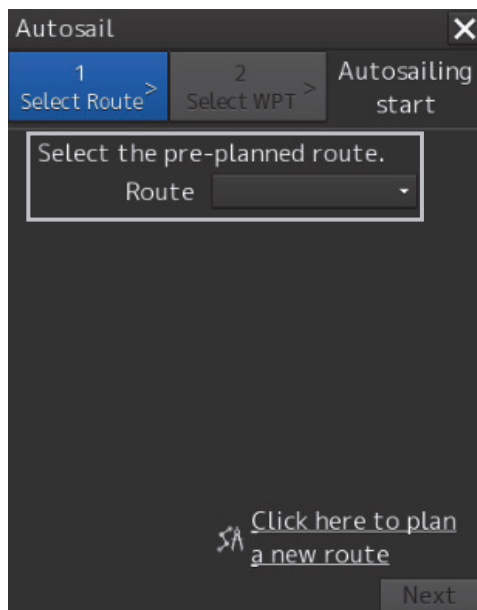 Autosail
1
Select Route >
2
Select WPT >
Autosailing
start
Select the pre-planned route.
Route
Click here to plan
a new route
Next